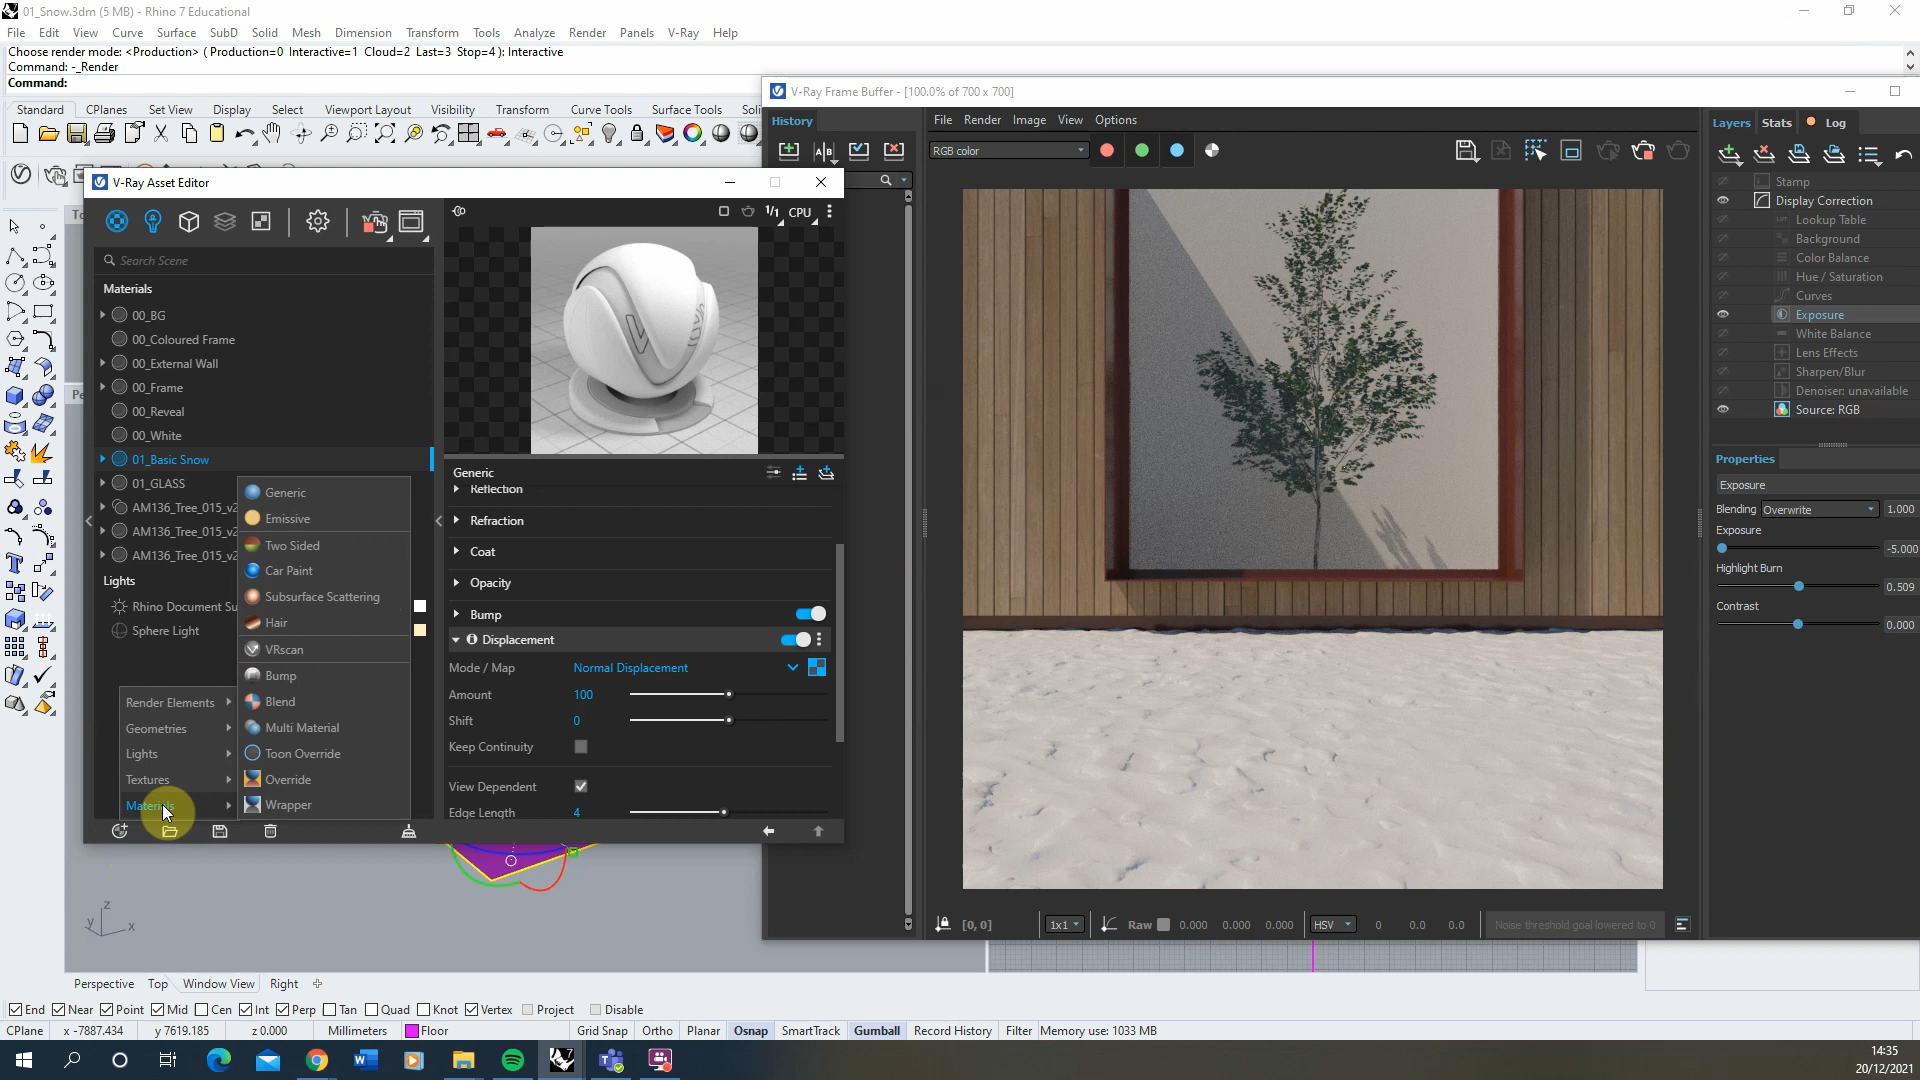 01_Snow.3dm (5 MB) - Rhino 7 Educational
File Edit View Curve Surface SubD Solid Mesh Dimension Transform Tools Analyze Render Panels V-Ray Help
Choose render mode: <Production> ( Production=0 Interactive=1 Cloud=2 Last=3 Stop=4 ): Interactive
Command: -_Render
Command:
Standard CPlanes Set View Display Select Viewport Layout Visibility Transform Curve Tools Surface Tools
V-Ray Frame Buffer - [100.0% of 700 x 700]
History
File Render Image View Options
RGB color
Layers Stats Log
Stamp
Display Correction
Lookup Table
Background
Color Balance
Hue / Saturation
Curves
Exposure
White Balance
Lens Effects
Sharpen/Blur
Denoiser: unavailable
Source: RGB
Properties
Exposure
Blending Overwrite 1.000
Exposure
-5.000
Highlight Burn
0.509
Contrast
0.000
V-Ray Asset Editor
1/1 CPU
Search Scene
Materials
00_BG
00_Coloured Frame
00_External Wall
00_Frame
00_Reveal
00_White
01_Basic Snow
01_GLASS
AM136_Tree_015_v2
AM136_Tree_015_v2
AM136_Tree_015_v2
Lights
Rhino Document Su
Sphere Light
Render Elements
Geometries
Lights
Textures
Materials
Generic
Emissive
Two Sided
Car Paint
Subsurface Scattering
Hair
VRscan
Bump
Blend
Multi Material
Toon Override
Override
Wrapper
Generic
Reflection
Refraction
Coat
Opacity
Bump
Displacement
Mode / Map Normal Displacement
Amount 100
Shift 0
Keep Continuity
View Dependent
Edge Length 4
[0, 0] 1x1 Raw 0.000 0.000 0.000 HSV 0 0.0 0.0 Noise threshold goal lowered to 0
z
y x
Perspective Top Window View Right
End Near Point Mid Cen Int Perp Tan Quad Knot Vertex Project Disable
CPlane x -7887.434 y 7619.185 z 0.000 Millimeters Floor Grid Snap Ortho Planar Osnap SmartTrack Gumball Record History Filter Memory use: 1033 MB
14:35
20/12/2021